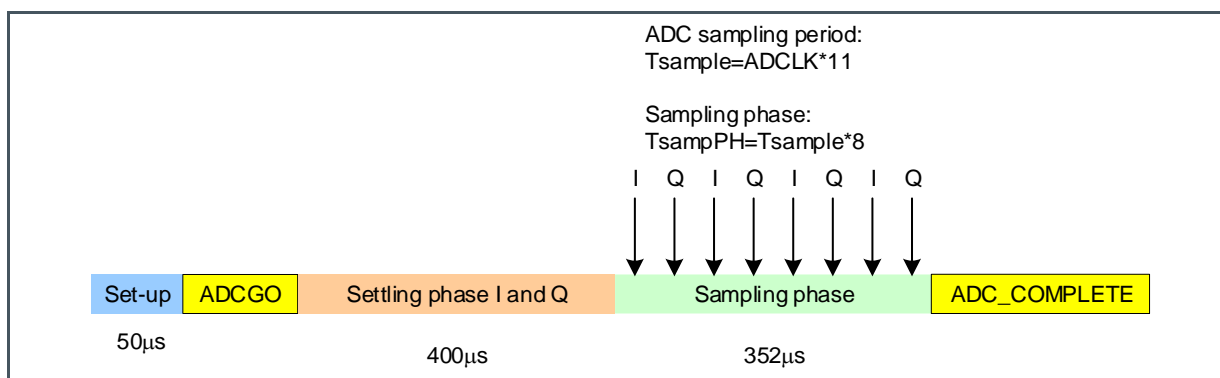 ADC sampling period:
Tsample=ADCLK*11
Sampling phase:
TsampPH=Tsample*8
I Q I Q I Q I Q
Set-up ADCGO Settling phase I and Q Sampling phase ADC_COMPLETE
50μs 400μs 352μs